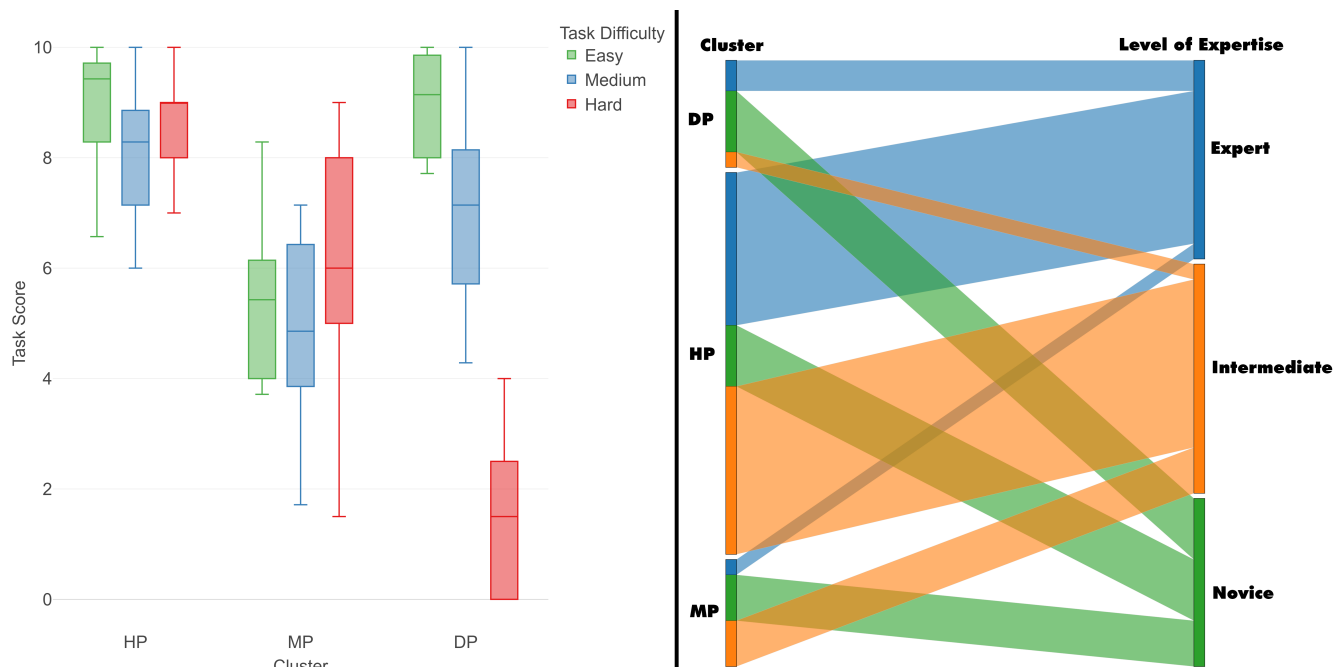 Task Difficulty
Easy
Medium
Hard
10
8
6
4
2
0
Task Score
HP
MP
DP
Cluster
Cluster
Level of Expertise
DP
Expert
HP
Intermediate
MP
Novice